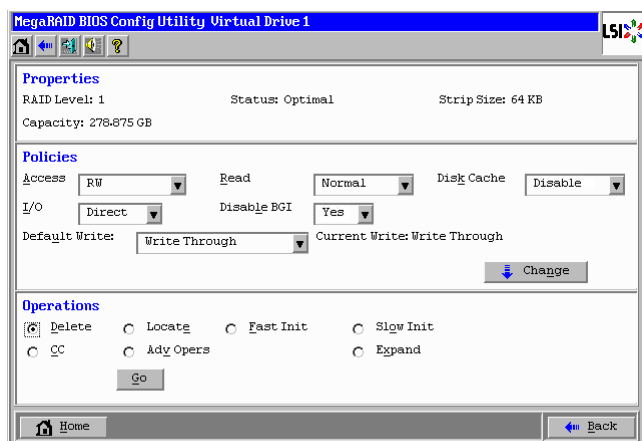 MegaRAID BIOS Config Utility Virtual Drive 1
LSI
?
Properties
RAID Level: 1 Status: Optimal Strip Size: 64 KB
Capacity: 278.875 GB
Policies
Access RW Read Normal Disk Cache Disable
I/O Direct Disable BGI Yes
Default Write: Write Through Current Write: Write Through
Change
Operations
Delete Locate Fast Init Slow Init
CC Adv Opers Expand
Go
Home Back